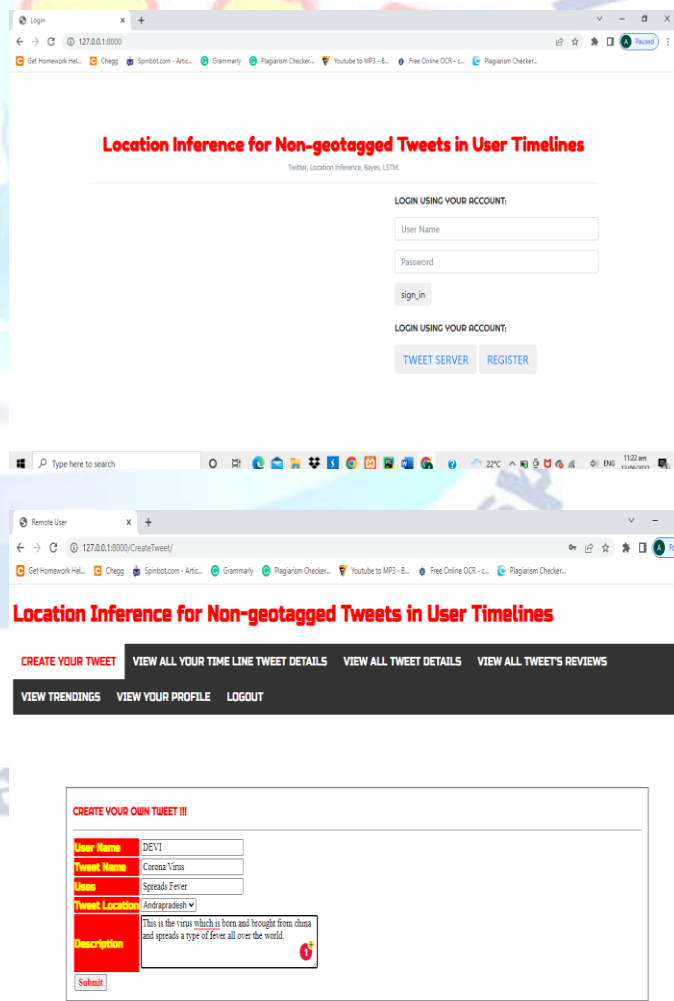 Login x +
127.0.0.1:8000 Paused
Get Homework Hel... Chegg Spinbot.com - Artic... Grammarly Plagiarism Checker... Youtube to MP3 - B... Free Online OCR - c... Plagiarism Checker...
Location Inference for Non-geotagged Tweets in User Timelines
Twitter, Location Inference, Bayes, LSTM.
LOGIN USING YOUR ACCOUNT:
User Name
Password
sign_in
LOGIN USING YOUR ACCOUNT:
TWEET SERVER REGISTER
Type here to search 22°C ENG 11:22 am
Remote User x +
127.0.0.1:8000/CreateTweet/
Get Homework Hel... Chegg Spinbot.com - Artic... Grammarly Plagiarism Checker... Youtube to MP3 - B... Free Online OCR - c... Plagiarism Checker...
Location Inference for Non-geotagged Tweets in User Timelines
CREATE YOUR TWEET VIEW ALL YOUR TIME LINE TWEET DETAILS VIEW ALL TWEET DETAILS VIEW ALL TWEET'S REVIEWS
VIEW TRENDINGS VIEW YOUR PROFILE LOGOUT
CREATE YOUR OWN TWEET !!!
User Name DEVI
Tweet Name Corona Virus
Uses Spreads Fever
Tweet Location Andrapradesh
Description This is the virus which is born and brought from china
and spreads a type of fever all over the world.
1
Submit